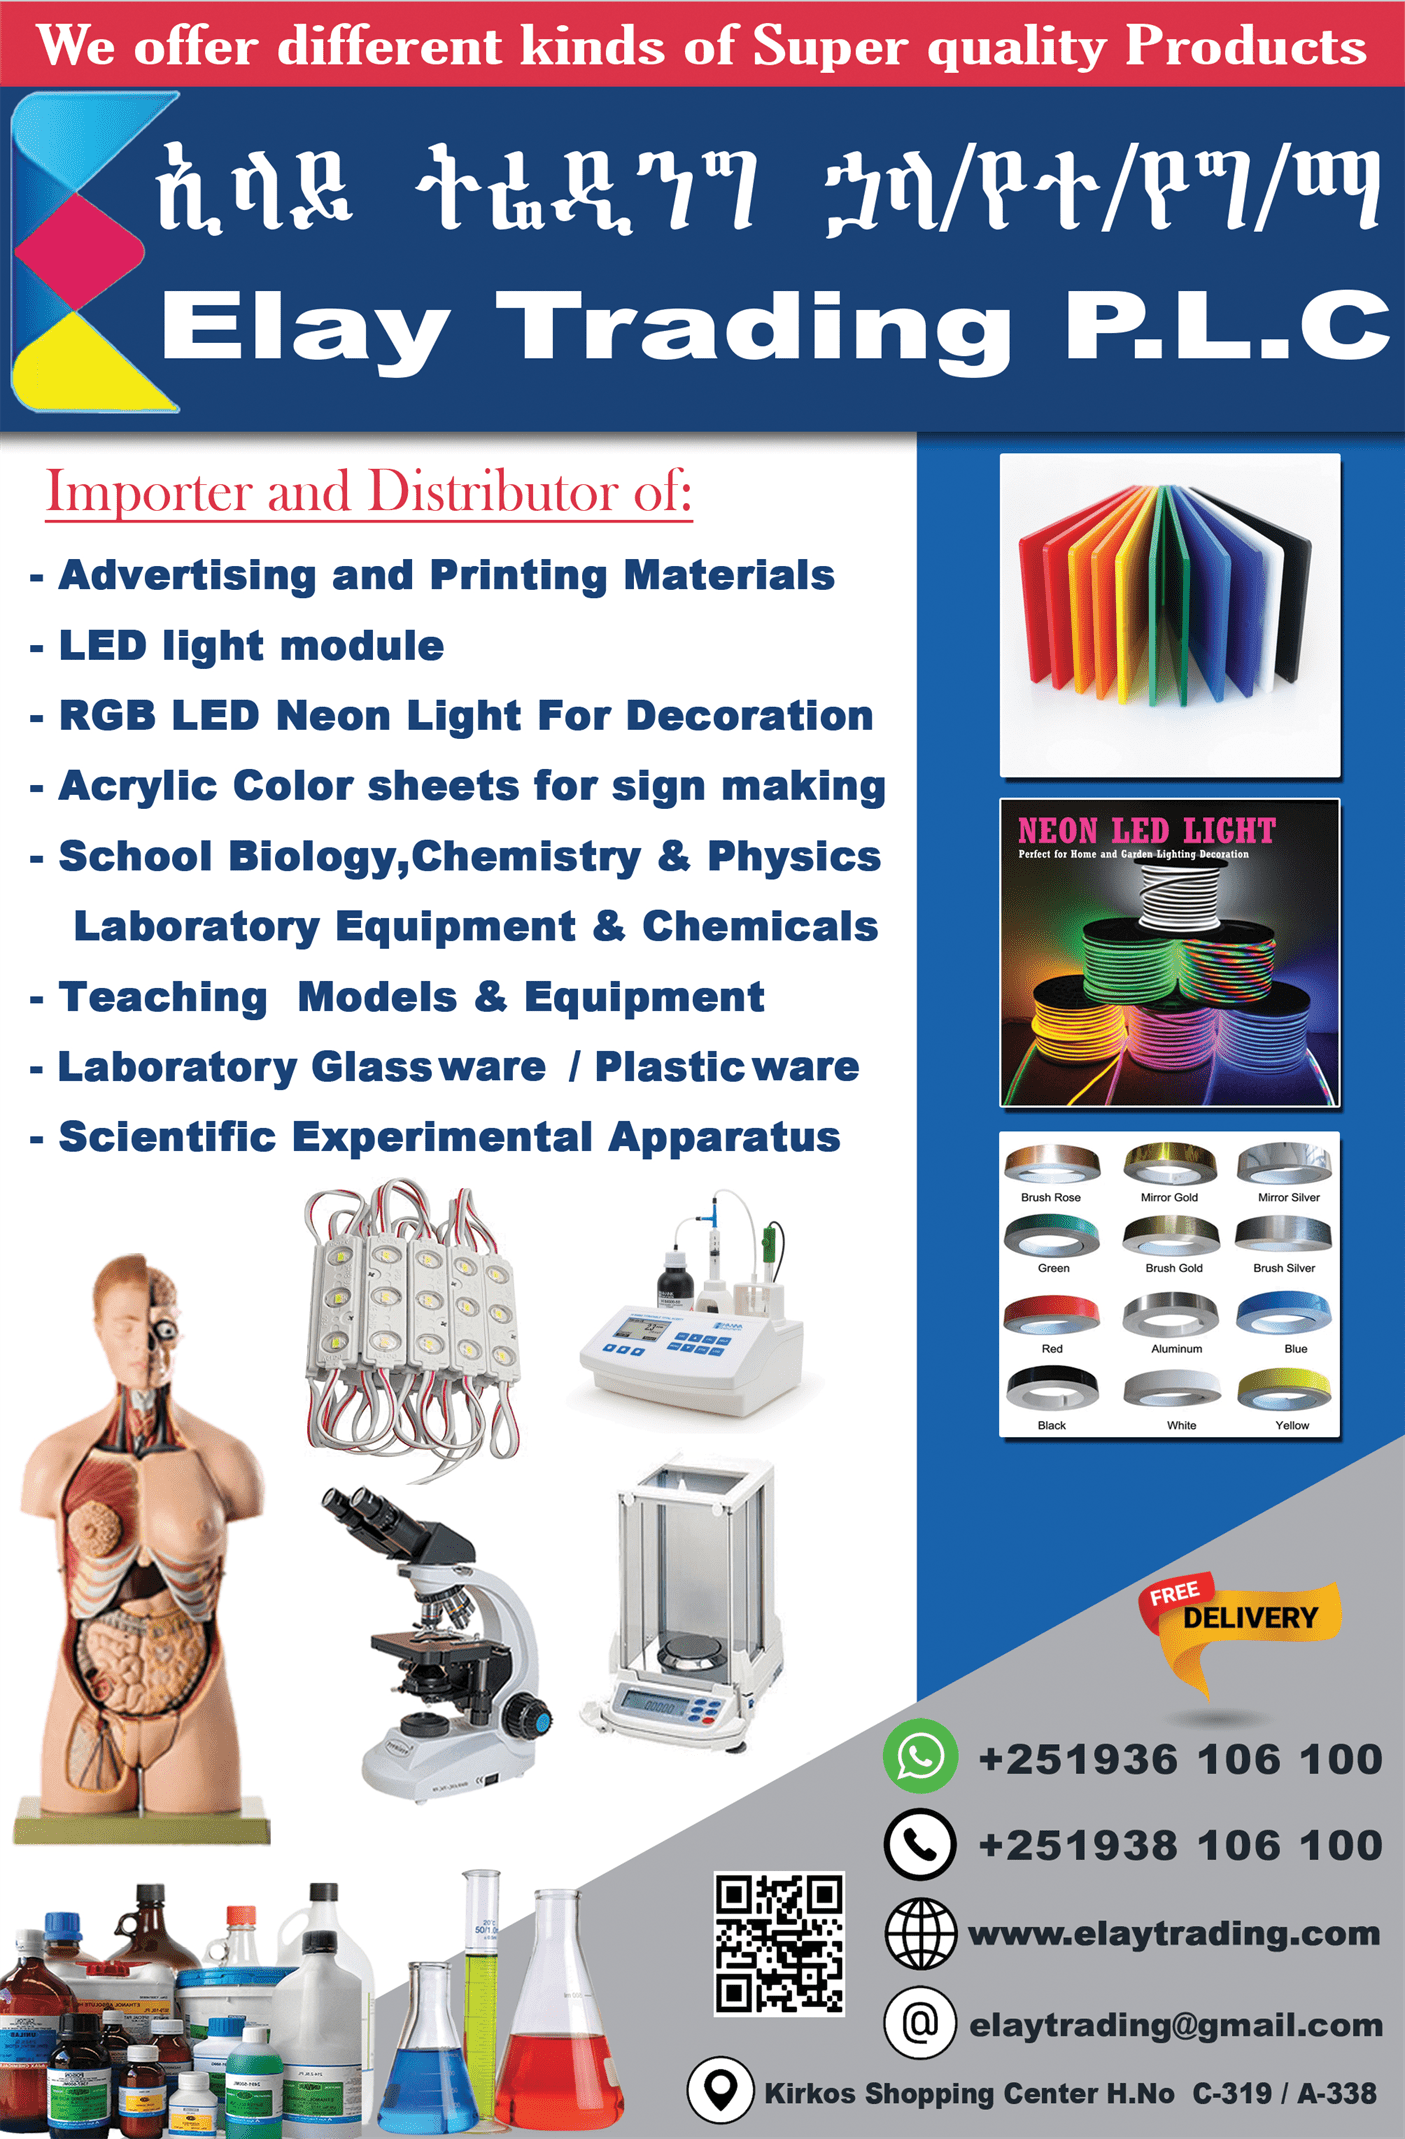 We offer different kinds of Super quality Products
ኢላይ ትሬዲንግ ኃላ/የተ/የግ/ማ
Elay Trading P.L.C
Importer and Distributor of:
- Advertising and Printing Materials
- LED light module
- RGB LED Neon Light For Decoration
- Acrylic Color sheets for sign making
- School Biology,Chemistry & Physics
Laboratory Equipment & Chemicals
- Teaching Models & Equipment
- Laboratory Glassware / Plasticware
- Scientific Experimental Apparatus
NEON LED LIGHT
Perfect for Home and Garden Lighting Decoration
Brush Rose Mirror Gold Mirror Silver
Green Brush Gold Brush Silver
Red Aluminum Blue
Black White Yellow
FREE
DELIVERY
+251936 106 100
+251938 106 100
www.elaytrading.com
elaytrading@gmail.com
Kirkos Shopping Center H.No C-319 / A-338